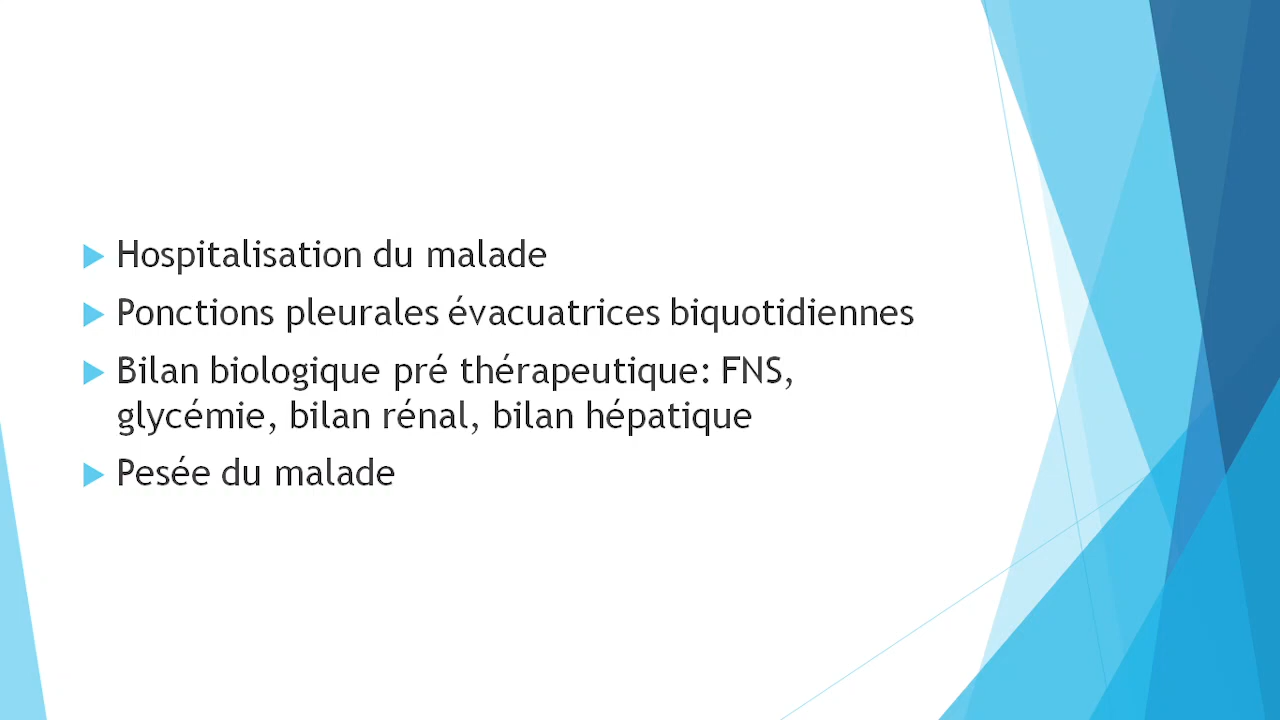 Hospitalisation du malade
Ponctions pleurales évacuatrices biquotidiennes
Bilan biologique pré thérapeutique: FNS,
glycémie, bilan rénal, bilan hépatique
Pesée du malade